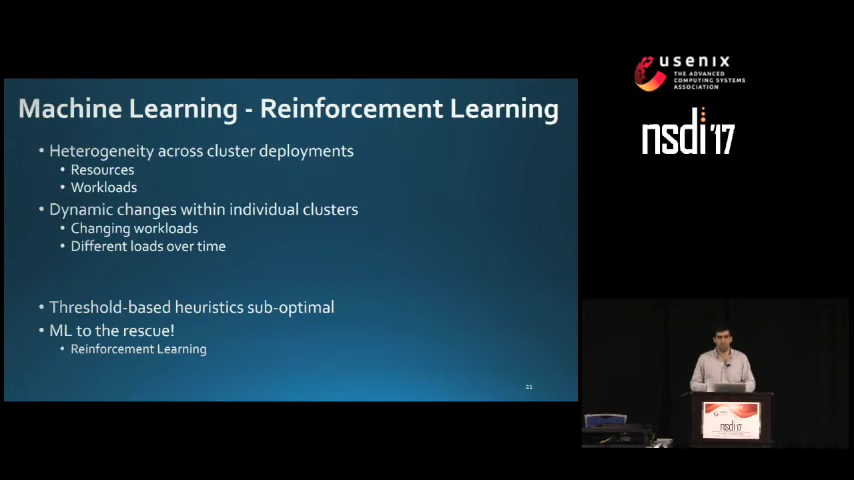 Machine Learning - Reinforcement Learning
• Heterogeneity across cluster deployments
• Resources
• Workloads
• Dynamic changes within individual clusters
• Changing workloads
• Different loads over time
• Threshold-based heuristics sub-optimal
• ML to the rescue!
• Reinforcement Learning
21
usenix
THE ADVANCED
COMPUTING SYSTEMS
ASSOCIATION
nsdi '17
nsdi'17